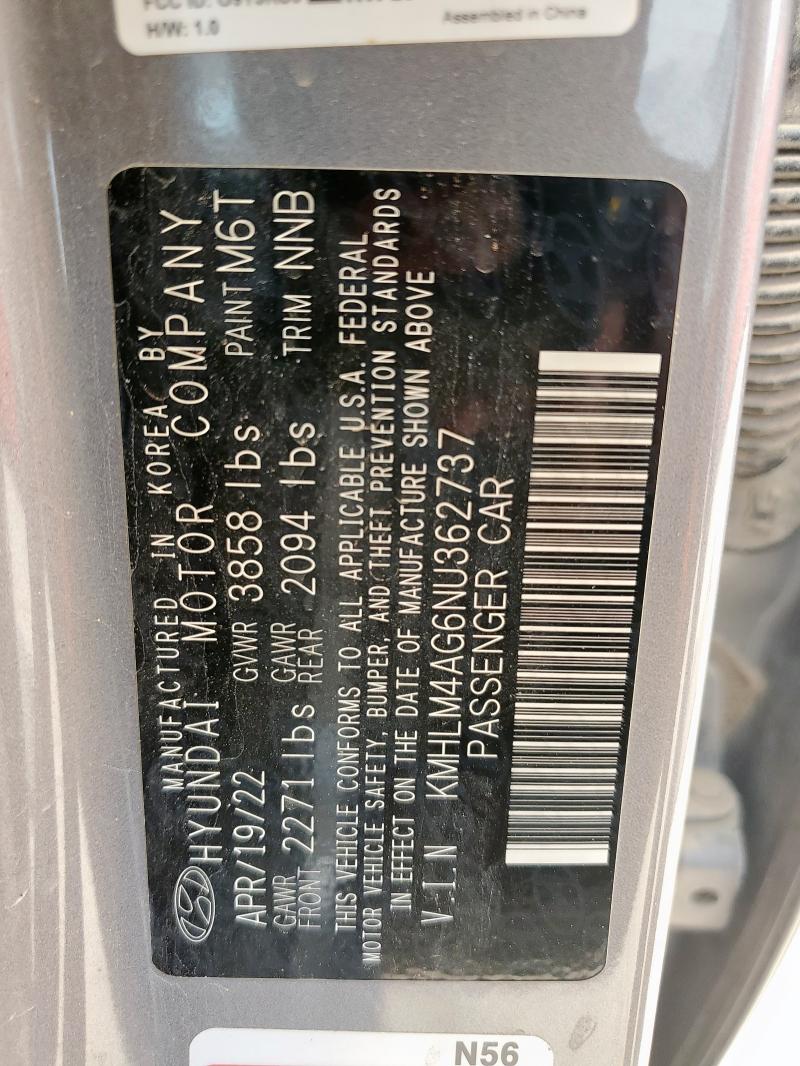 H/W: 1.0
Assembled in China
MANUFACTURED IN KOREA BY
HYUNDAI MOTOR COMPANY
APR/19/22 GVWR 3858 lbs PAINT M6T
GAWR FRONT 2271 lbs GAWR REAR 2094 lbs TRIM NNB
THIS VEHICLE CONFORMS TO ALL APPLICABLE U.S.A. FEDERAL
MOTOR VEHICLE SAFETY, BUMPER, AND THEFT PREVENTION STANDARDS
IN EFFECT ON THE DATE OF MANUFACTURE SHOWN ABOVE
V.I.N KMHLM4AG6NU362737
PASSENGER CAR
N56